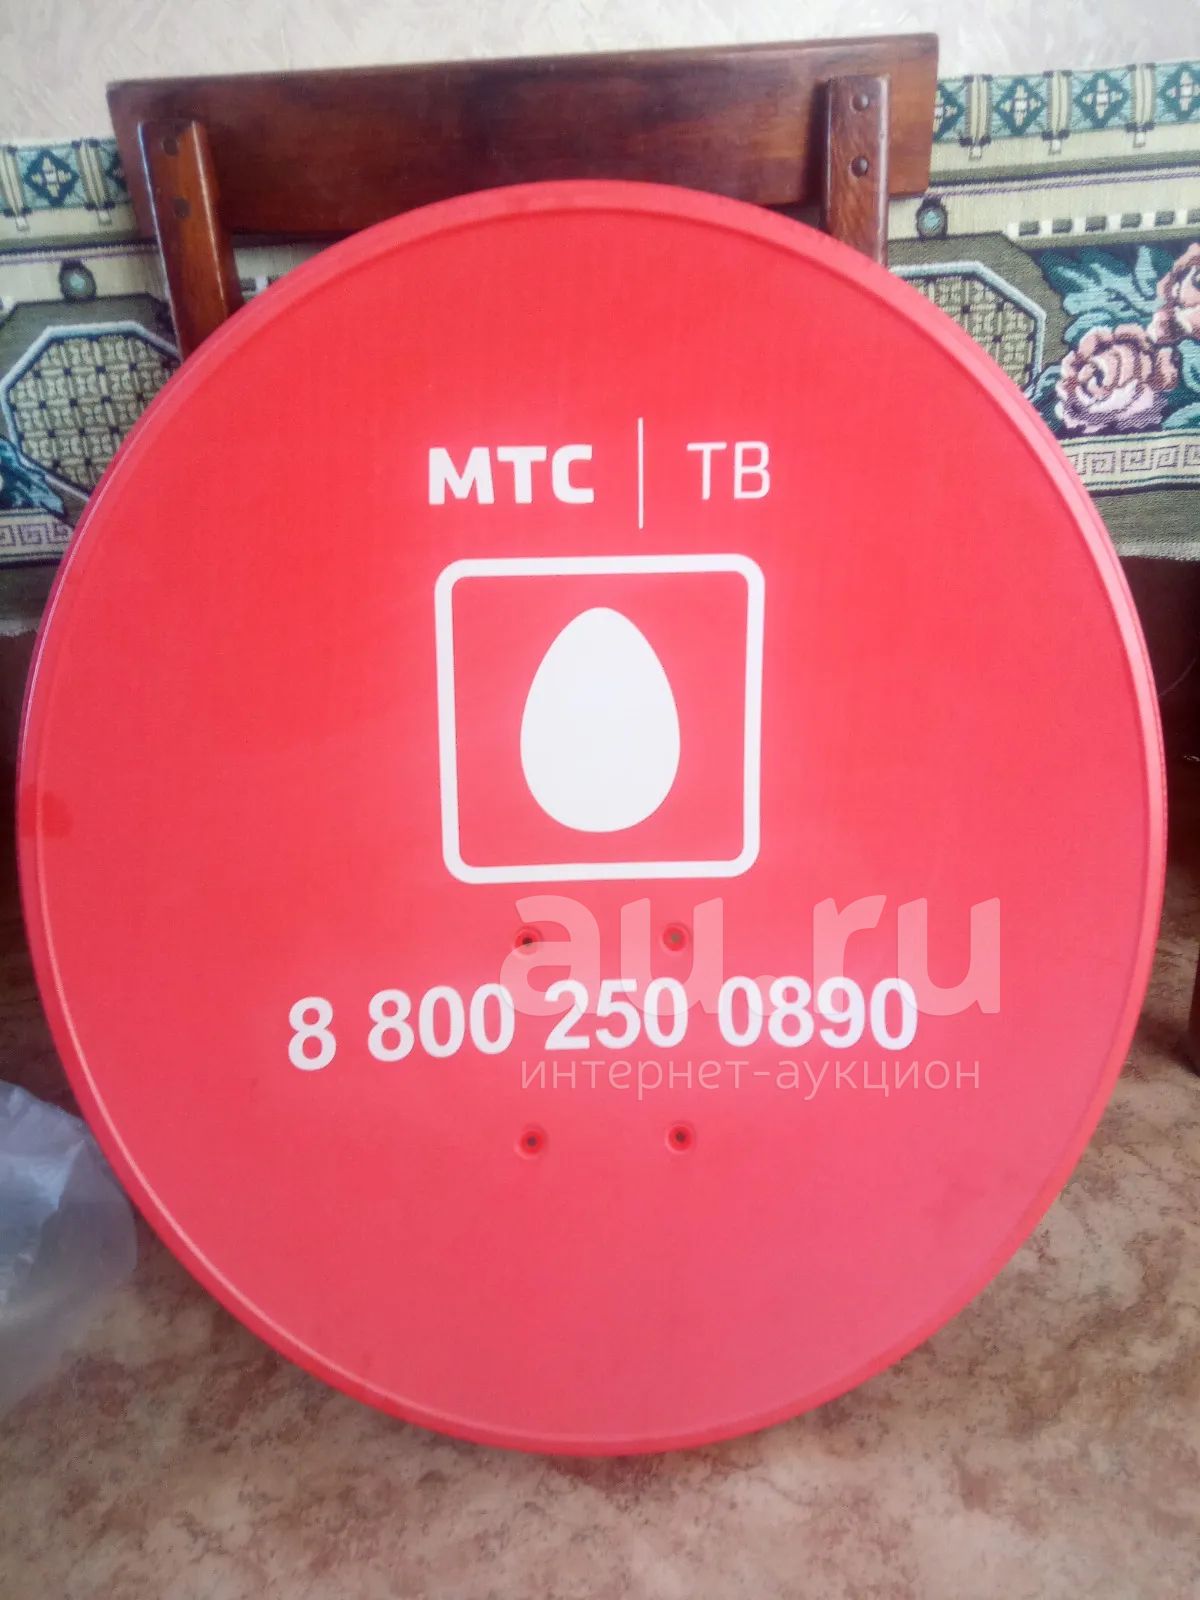 МТС | ТВ
au.ru
8 800 250 0890
интернет-аукцион